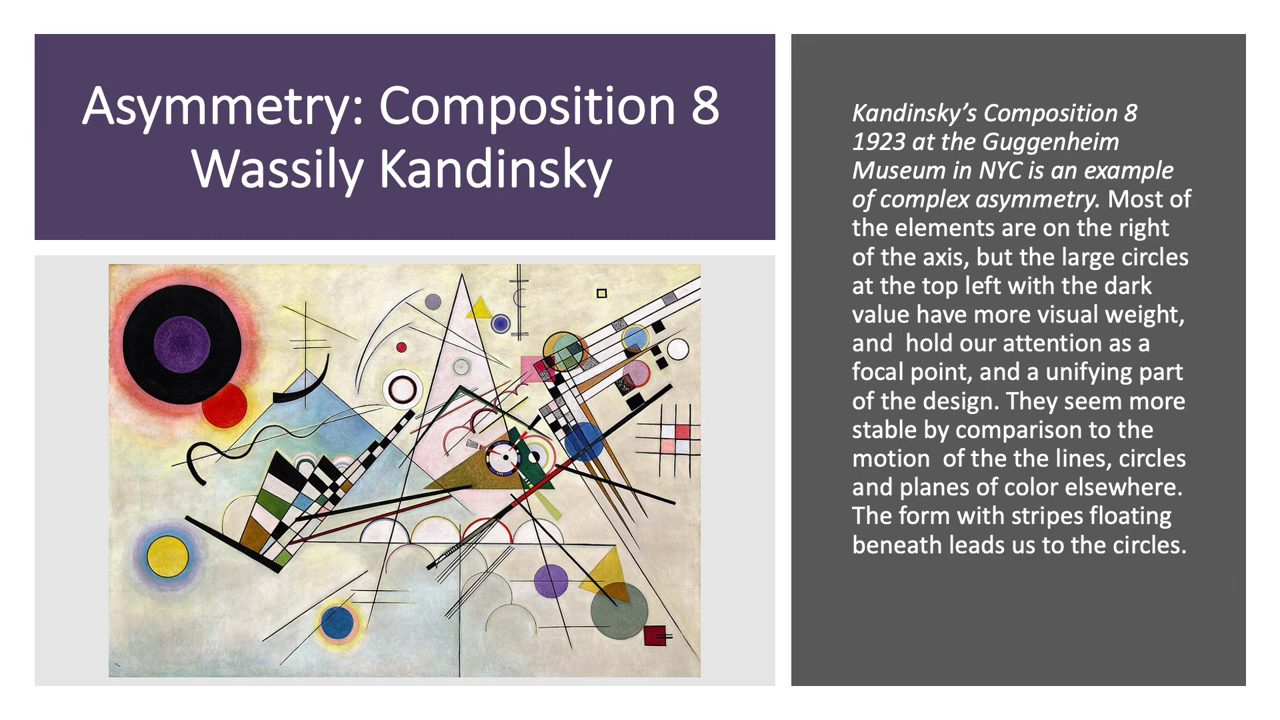 Asymmetry: Composition 8
Wassily Kandinsky
Kandinsky’s Composition 8
1923 at the Guggenheim
Museum in NYC is an example
of complex asymmetry. Most of
the elements are on the right
of the axis, but the large circles
at the top left with the dark
value have more visual weight,
and  hold our attention as a
focal point, and a unifying part
of the design. They seem more
stable by comparison to the
motion  of the the lines, circles
and planes of color elsewhere.
The form with stripes floating
beneath leads us to the circles.